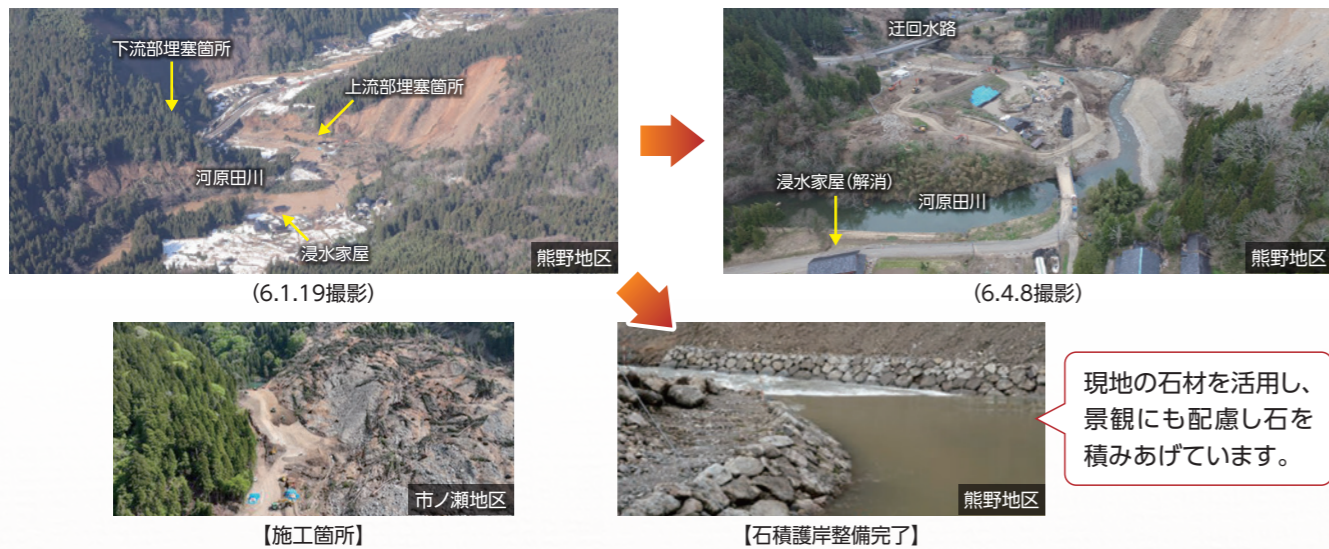 下流部埋塞箇所
上流部埋塞箇所
河原田川
浸水家屋
熊野地区
(6.1.19撮影)
迂回水路
浸水家屋(解消)
河原田川
熊野地区
(6.4.8撮影)
市ノ瀬地区
【施工箇所】
熊野地区
【石積護岸整備完了】
現地の石材を活用し、
景観にも配慮し石を
積みあげています。